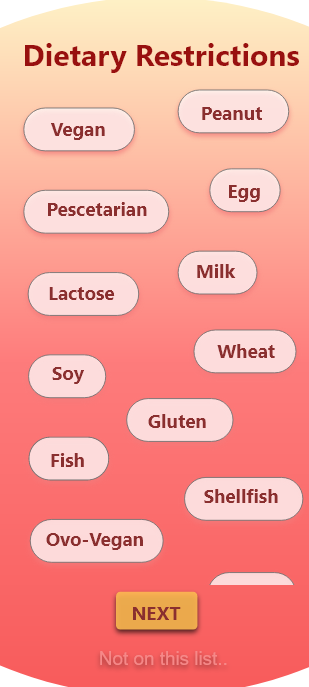 Dietary Restrictions
Peanut
Vegan
Egg
Pescetarian
Milk
Lactose
Wheat
Soy
Gluten
Fish
Shellfish
Ovo-Vegan
NEXT
Not on this list..